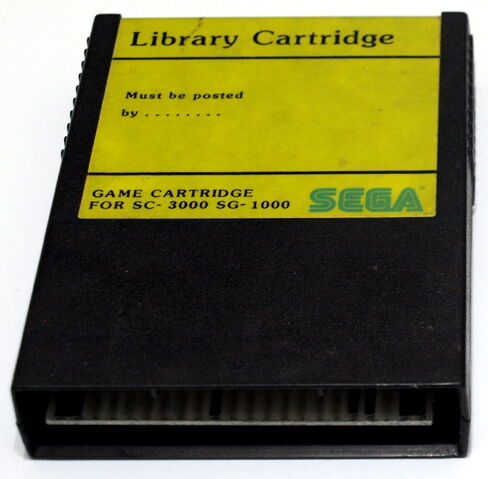 Library Cartridge
Must be posted
by ........
GAME CARTRIDGE
FOR SC- 3000 SG-1000
SEGA